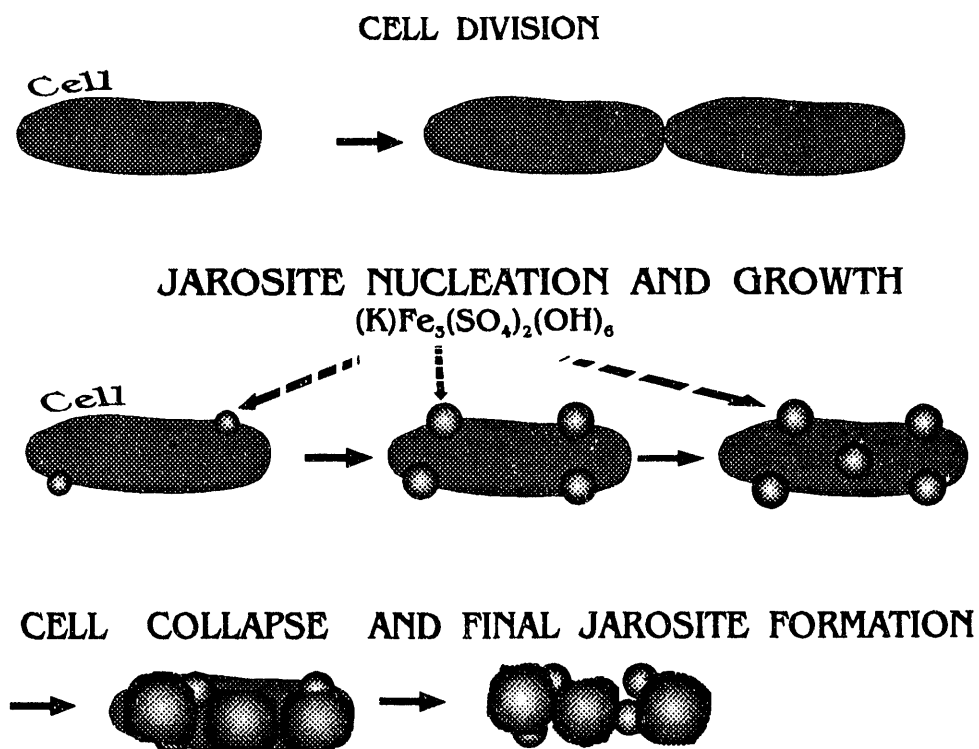 CELL DIVISION
Cell
JAROSITE NUCLEATION AND GROWTH
(K)Fe₃(SO₄)₂(OH)₆
Cell
CELL COLLAPSE AND FINAL JAROSITE FORMATION